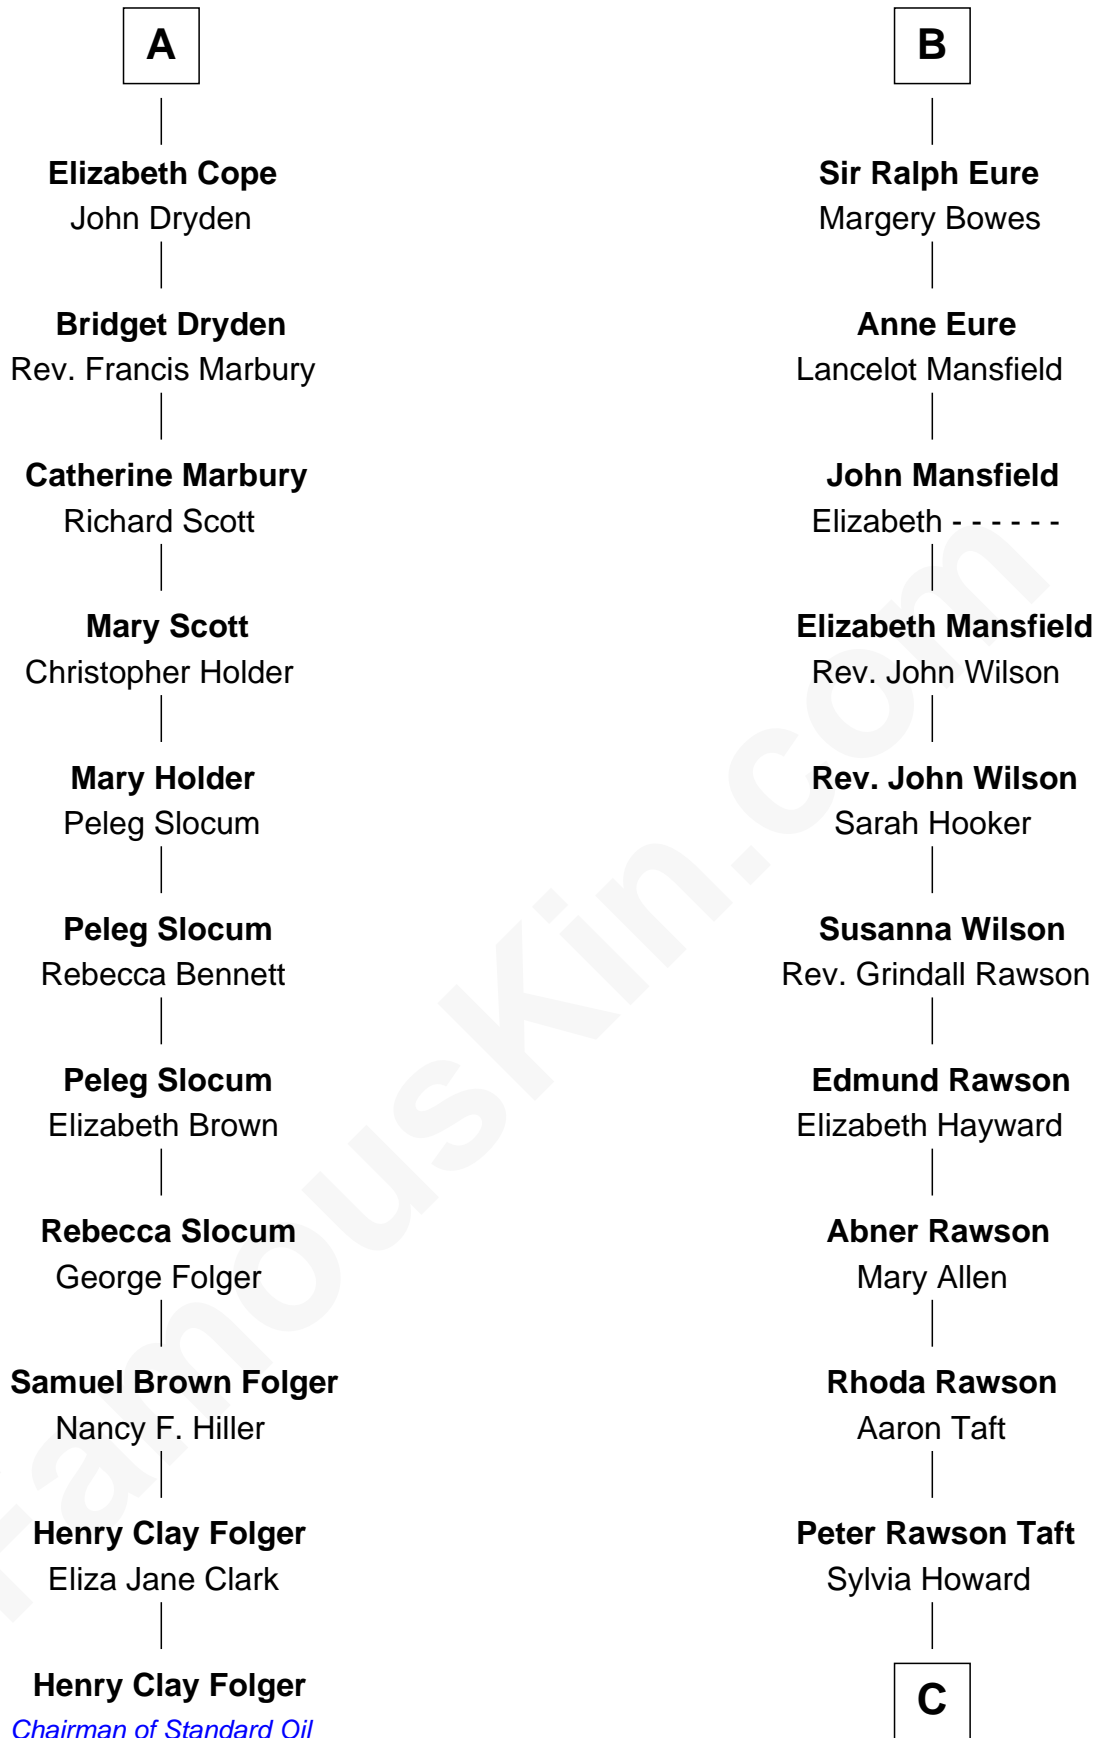 A
Elizabeth Cope
John Dryden
Bridget Dryden
Rev. Francis Marbury
Catherine Marbury
Richard Scott
Mary Scott
Christopher Holder
Mary Holder
Peleg Slocum
Peleg Slocum
Rebecca Bennett
Peleg Slocum
Elizabeth Brown
Rebecca Slocum
George Folger
Samuel Brown Folger
Nancy F. Hiller
Henry Clay Folger
Eliza Jane Clark
Henry Clay Folger
Chairman of Standard Oil
B
Sir Ralph Eure
Margery Bowes
Anne Eure
Lancelot Mansfield
John Mansfield
Elizabeth - - - - - -
Elizabeth Mansfield
Rev. John Wilson
Rev. John Wilson
Sarah Hooker
Susanna Wilson
Rev. Grindall Rawson
Edmund Rawson
Elizabeth Hayward
Abner Rawson
Mary Allen
Rhoda Rawson
Aaron Taft
Peter Rawson Taft
Sylvia Howard
C
FamousKin.com